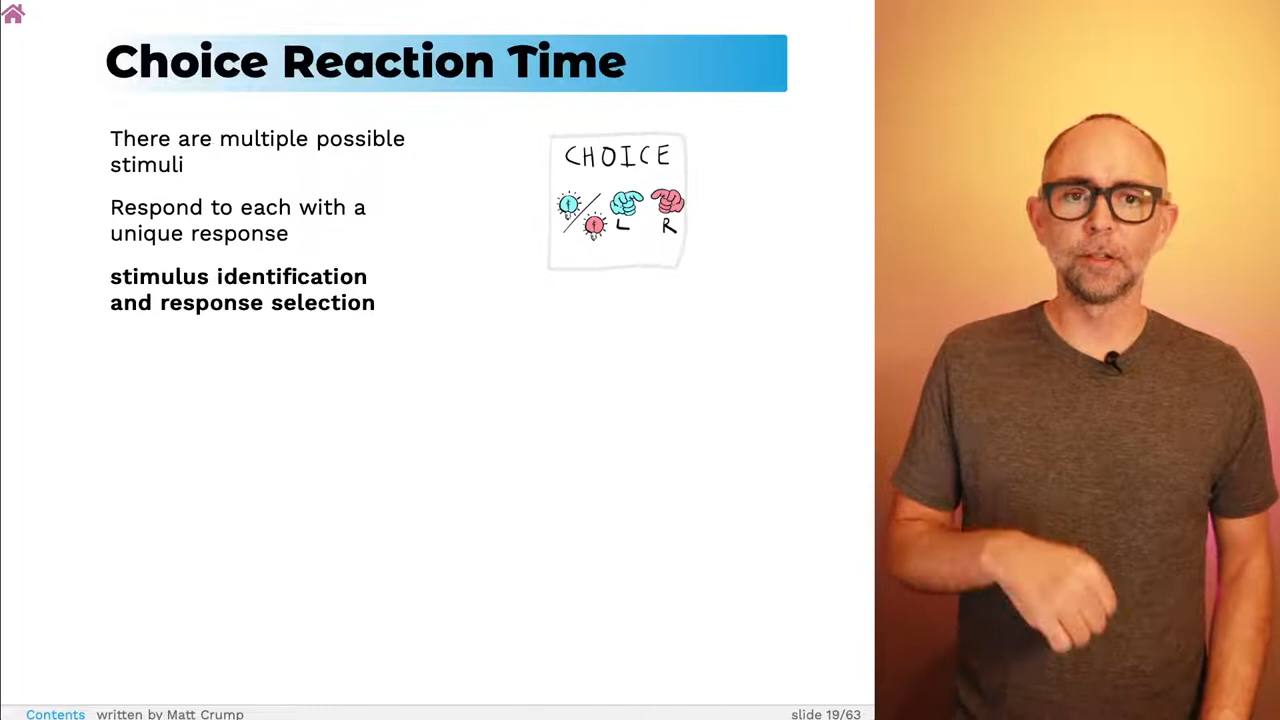 Choice Reaction Time
There are multiple possible
stimuli
Respond to each with a
unique response
stimulus identification
and response selection
CHOICE
L R
Contents written by Matt Crump
slide 19/63